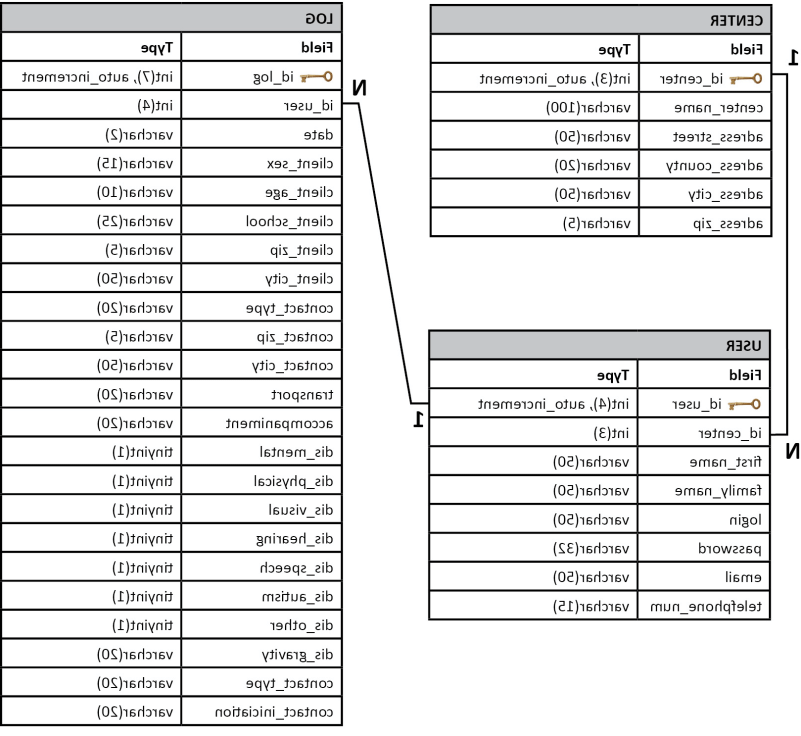 CENTER
Field Type
id_center int(3), auto_increment
center_name varchar(100)
adress_street varchar(50)
adress_county varchar(20)
adress_city varchar(50)
adress_zip varchar(5)
1
USER
Field Type
id_user int(4), auto_increment
id_center int(3)
first_name varchar(50)
family_name varchar(50)
login varchar(50)
password varchar(32)
email varchar(50)
telefphpne_num varchar(15)
N
1
N
LOG
Field Type
id_log int(7), auto_increment
id_user int(4)
date varchar(2)
client_sex varchar(15)
client_age varchar(10)
client_school varchar(25)
client_zip varchar(5)
client_city varchar(50)
contact_type varchar(20)
contact_zip varchar(5)
contact_city varchar(50)
transport varchar(20)
accompaniment varchar(20)
dis_mental tinyint(1)
dis_physical tinyint(1)
dis_visual tinyint(1)
dis_hearing tinyint(1)
dis_speech tinyint(1)
dis_autism tinyint(1)
dis_other tinyint(1)
dis_gravity varchar(20)
contact_type varchar(20)
contact_iniciation varchar(20)